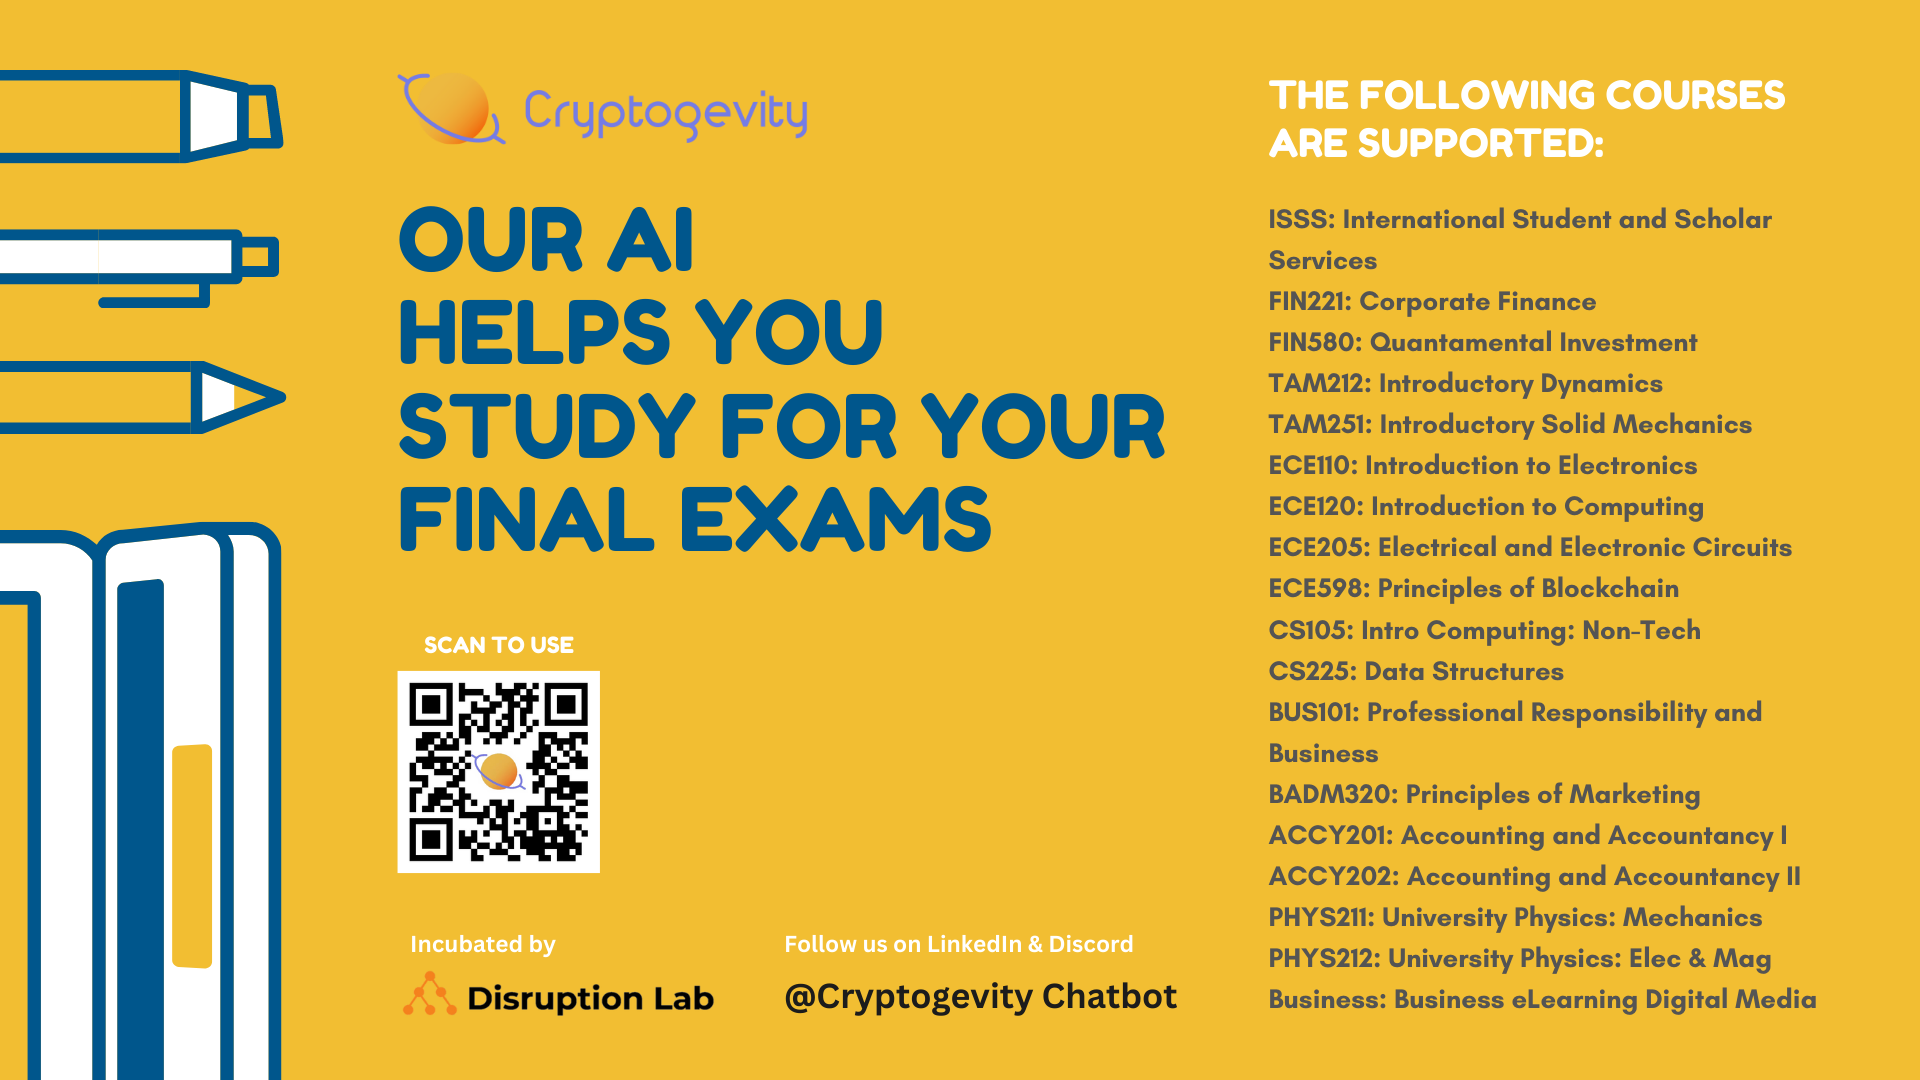 Cryptogevity
OUR AI
HELPS YOU
STUDY FOR YOUR
FINAL EXAMS
SCAN TO USE
Incubated by
Disruption Lab
Follow us on LinkedIn & Discord
@Cryptogevity Chatbot
THE FOLLOWING COURSES
ARE SUPPORTED:
ISSS: International Student and Scholar
Services
FIN221: Corporate Finance
FIN580: Quantamental Investment
TAM212: Introductory Dynamics
TAM251: Introductory Solid Mechanics
ECE110: Introduction to Electronics
ECE120: Introduction to Computing
ECE205: Electrical and Electronic Circuits
ECE598: Principles of Blockchain
CS105: Intro Computing: Non-Tech
CS225: Data Structures
BUS101: Professional Responsibility and
Business
BADM320: Principles of Marketing
ACCY201: Accounting and Accountancy I
ACCY202: Accounting and Accountancy II
PHYS211: University Physics: Mechanics
PHYS212: University Physics: Elec & Mag
Business: Business eLearning Digital Media